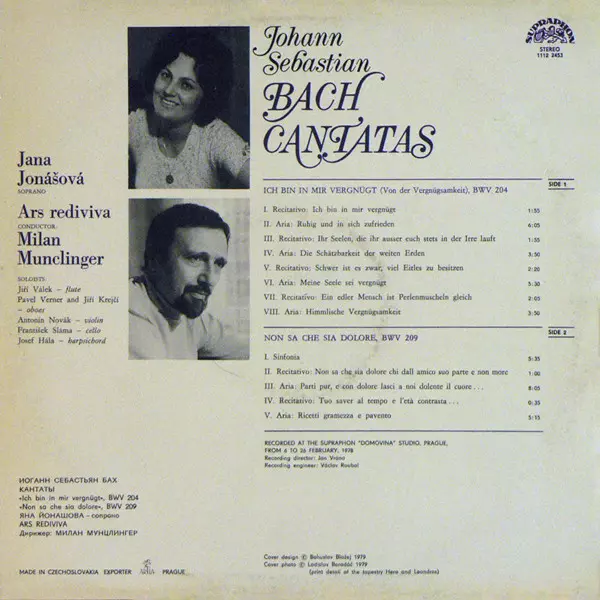 Johann
Sebastian
BACH
CANTATAS
SUPRAPHON
STEREO
1112 2453
Jana
Jonášová
SOPRANO
Ars rediviva
CONDUCTOR:
Milan
Munclinger
SOLOISTS:
Jiří Válek – flute
Pavel Verner and Jiří Krejčí
– oboes
Antonín Novák – violin
František Sláma – cello
Josef Hála – harpsichord
ICH BIN IN MIR VERGNÜGT (Von der Vergnügsamkeit), BWV 204
SIDE 1
I. Recitativo: Ich bin in mir vergnügt 1:55
II. Aria: Ruhig und in sich zufrieden 6:05
III. Recitativo: Ihr Seelen, die ihr ausser euch stets in der Irre lauft 1:55
IV. Aria: Die Schätzbarkeit der weiten Erden 3:50
V. Recitativo: Schwer ist es zwar, viel Eitles zu besitzen 2:20
VI. Aria: Meine Seele sei vergnügt 5:30
VII. Recitativo: Ein edler Mensch ist Perlenmuscheln gleich 2:05
VIII. Aria: Himmlische Vergnügsamkeit 3:50
NON SA CHE SIA DOLORE, BWV 209
SIDE 2
I. Sinfonia 5:35
II. Recitativo: Non sa che sia dolore chi dall amico suo parte e non more 1:00
III. Aria: Parti pur, e con dolore lasci a noi dolente il cuore . . . 8:05
IV. Recitativo: Tuo saver al tempo e l'età contrasta . . . 0:35
V. Aria: Ricetti gramezza e pavento 5:15
RECORDED AT THE SUPRAPHON "DOMOVINA" STUDIO, PRAGUE,
FROM 6 TO 26 FEBRUARY, 1978
Recording director: Jan Vrána
Recording engineer: Václav Roubal
ИОГАНН СЕБАСТЬЯН БАХ
КАНТАТЫ
«Ich bin in mir vergnügt», BWV 204
«Non sa che sia dolore», BWV 209
ЯНА ЙОНАШОВА – сопрано
ARS REDIVIVA
Дирижер: МИЛАН МУНЦЛИНГЕР
Cover design © Bohuslav Blažej 1979
Cover photo © Ladislav Boradáč 1979
(print detail of the tapestry Hero and Leandros)
MADE IN CZECHOSLOVAKIA EXPORTER ARTIA PRAGUE